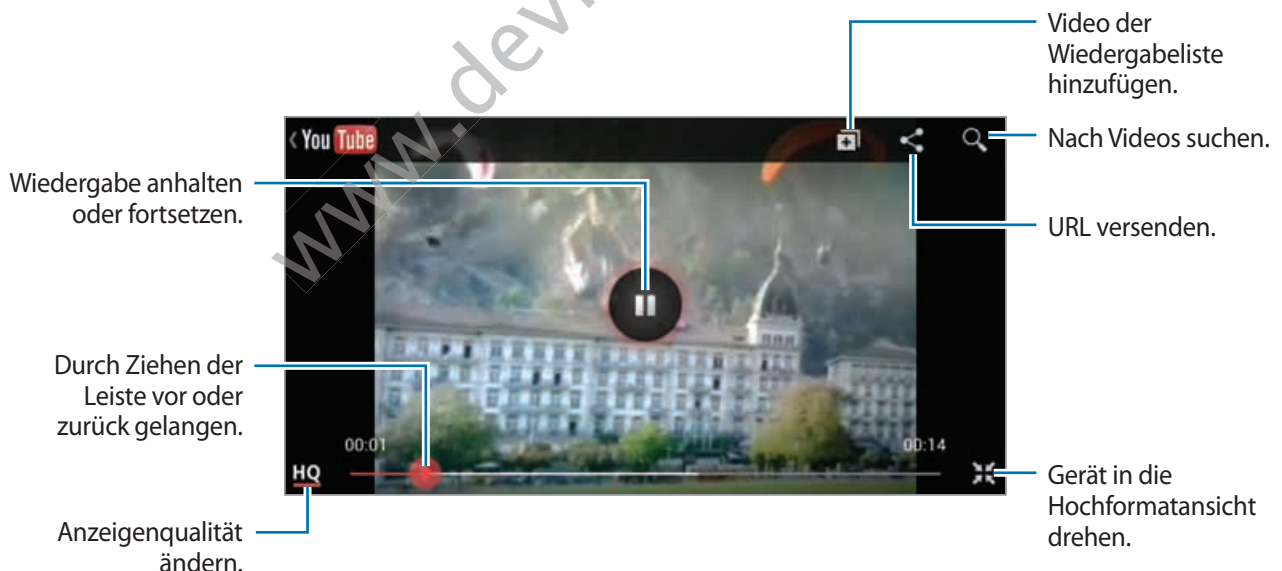 Video der
Wiedergabeliste
hinzufügen.
You Tube
Nach Videos suchen.
Wiedergabe anhalten
oder fortsetzen.
URL versenden.
Durch Ziehen der
Leiste vor oder
zurück gelangen.
00:01
00:14
HQ
Gerät in die
Hochformatansicht
drehen.
Anzeigenqualität
ändern.